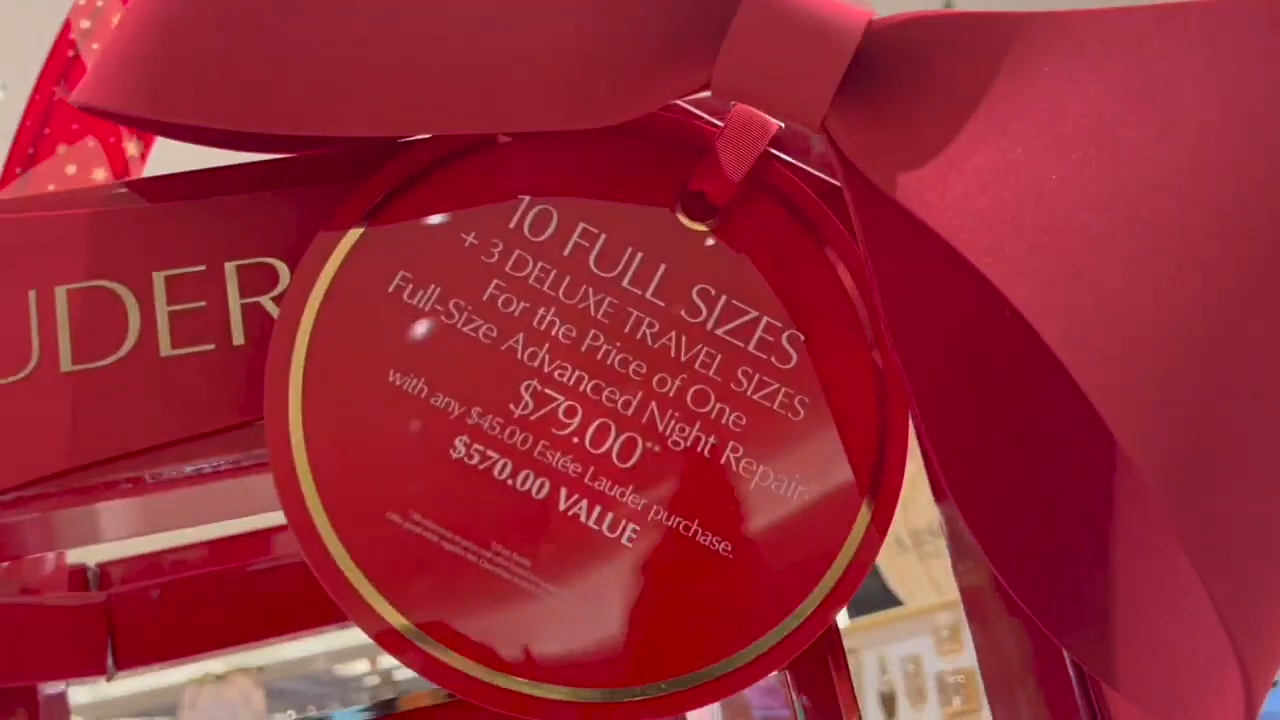 UDER
10 FULL SIZES
+ 3 DELUXE TRAVEL SIZES
For the Price of One
Full-Size Advanced Night Repair
$79.00**
with any $45.00 Estée Lauder purchase.
$570.00 VALUE